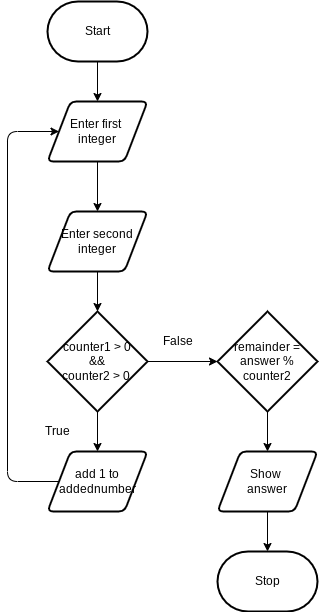 Start
Enter first
integer
Enter second
integer
counter1 > 0
&&
counter2 > 0
False
remainder =
answer %
counter2
True
add 1 to
addednumber
Show
answer
Stop